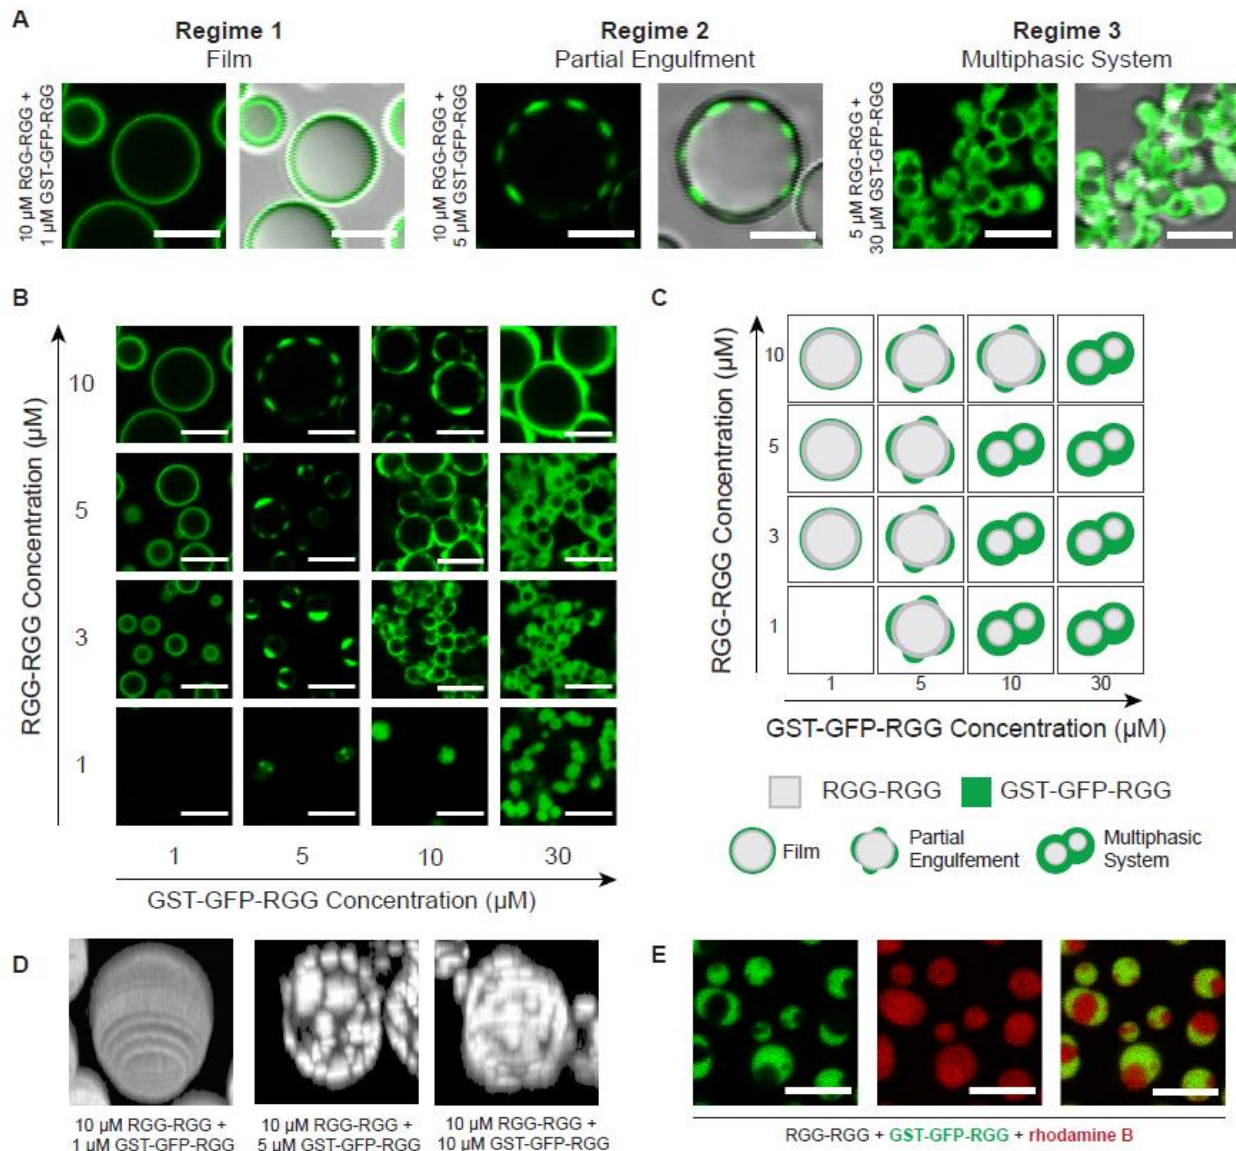 A
Regime 1
Film
Regime 2
Partial Engulfment
Regime 3
Multiphasic System
10 µM RRG-RGG +
1 µM GST-GFP-RGG
10 µM RRG-RGG +
5 µM GST-GFP-RGG
5 µM RRG-RGG +
30 µM GST-GFP-RGG
B
RGG-RGG Concentration (µM)
10
5
3
1
1 5 10 30
GST-GFP-RGG Concentration (µM)
C
RGG-RGG Concentration (µM)
10
5
3
1
1 5 10 30
GST-GFP-RGG Concentration (µM)
RGG-RGG
GST-GFP-RGG
Film
Partial
Engulfement
Multiphasic
System
D
10 µM RGG-RGG +
1 µM GST-GFP-RGG
10 µM RGG-RGG +
5 µM GST-GFP-RGG
10 µM RGG-RGG +
10 µM GST-GFP-RGG
E
RGG-RGG + GST-GFP-RGG + rhodamine B